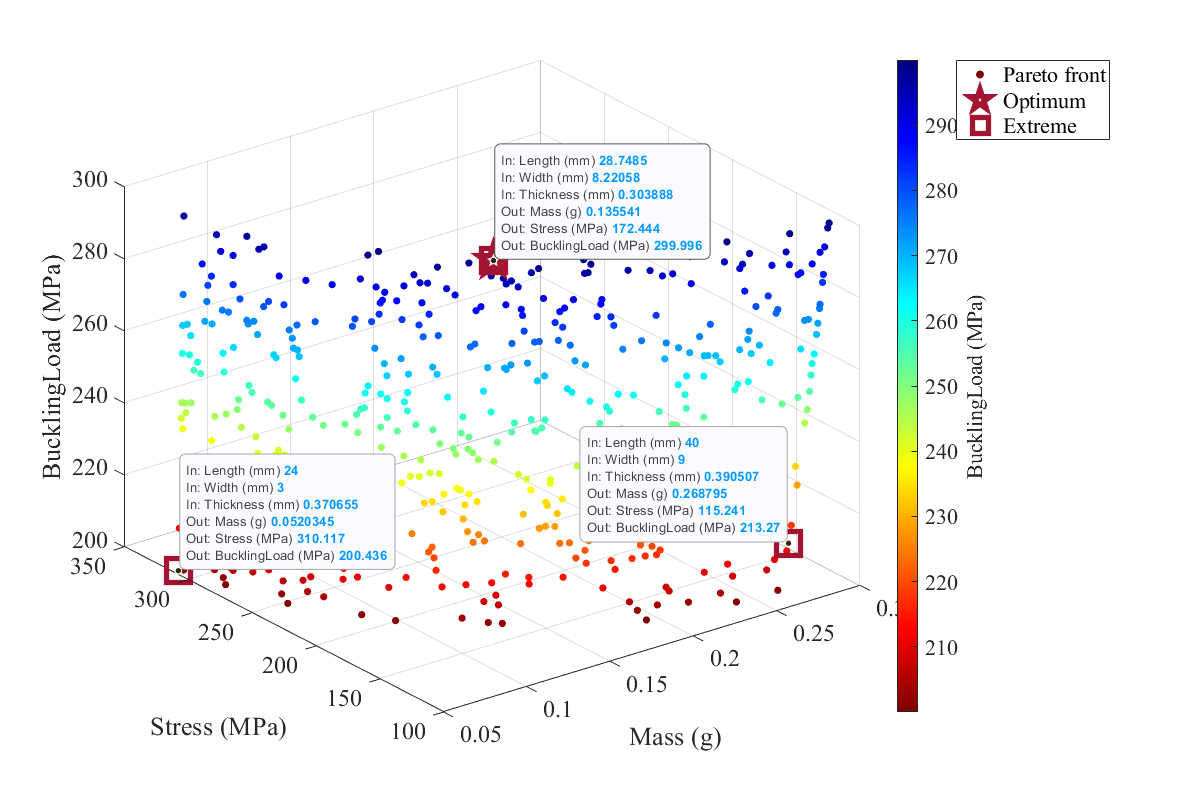 300
280
260
240
220
200
BucklingLoad (MPa)
350
300
250
200
150
100
Stress (MPa)
0.05
0.1
0.15
0.2
0.25
0.
Mass (g)
In: Length (mm) 28.7485
In: Width (mm) 8.22058
In: Thickness (mm) 0.303888
Out: Mass (g) 0.135541
Out: Stress (MPa) 172.444
Out: BucklingLoad (MPa) 299.996
In: Length (mm) 24
In: Width (mm) 3
In: Thickness (mm) 0.370655
Out: Mass (g) 0.0520345
Out: Stress (MPa) 310.117
Out: BucklingLoad (MPa) 200.436
In: Length (mm) 40
In: Width (mm) 9
In: Thickness (mm) 0.390507
Out: Mass (g) 0.268795
Out: Stress (MPa) 115.241
Out: BucklingLoad (MPa) 213.27
290
280
270
260
250
240
230
220
210
BucklingLoad (MPa)
Pareto front
Optimum
Extreme